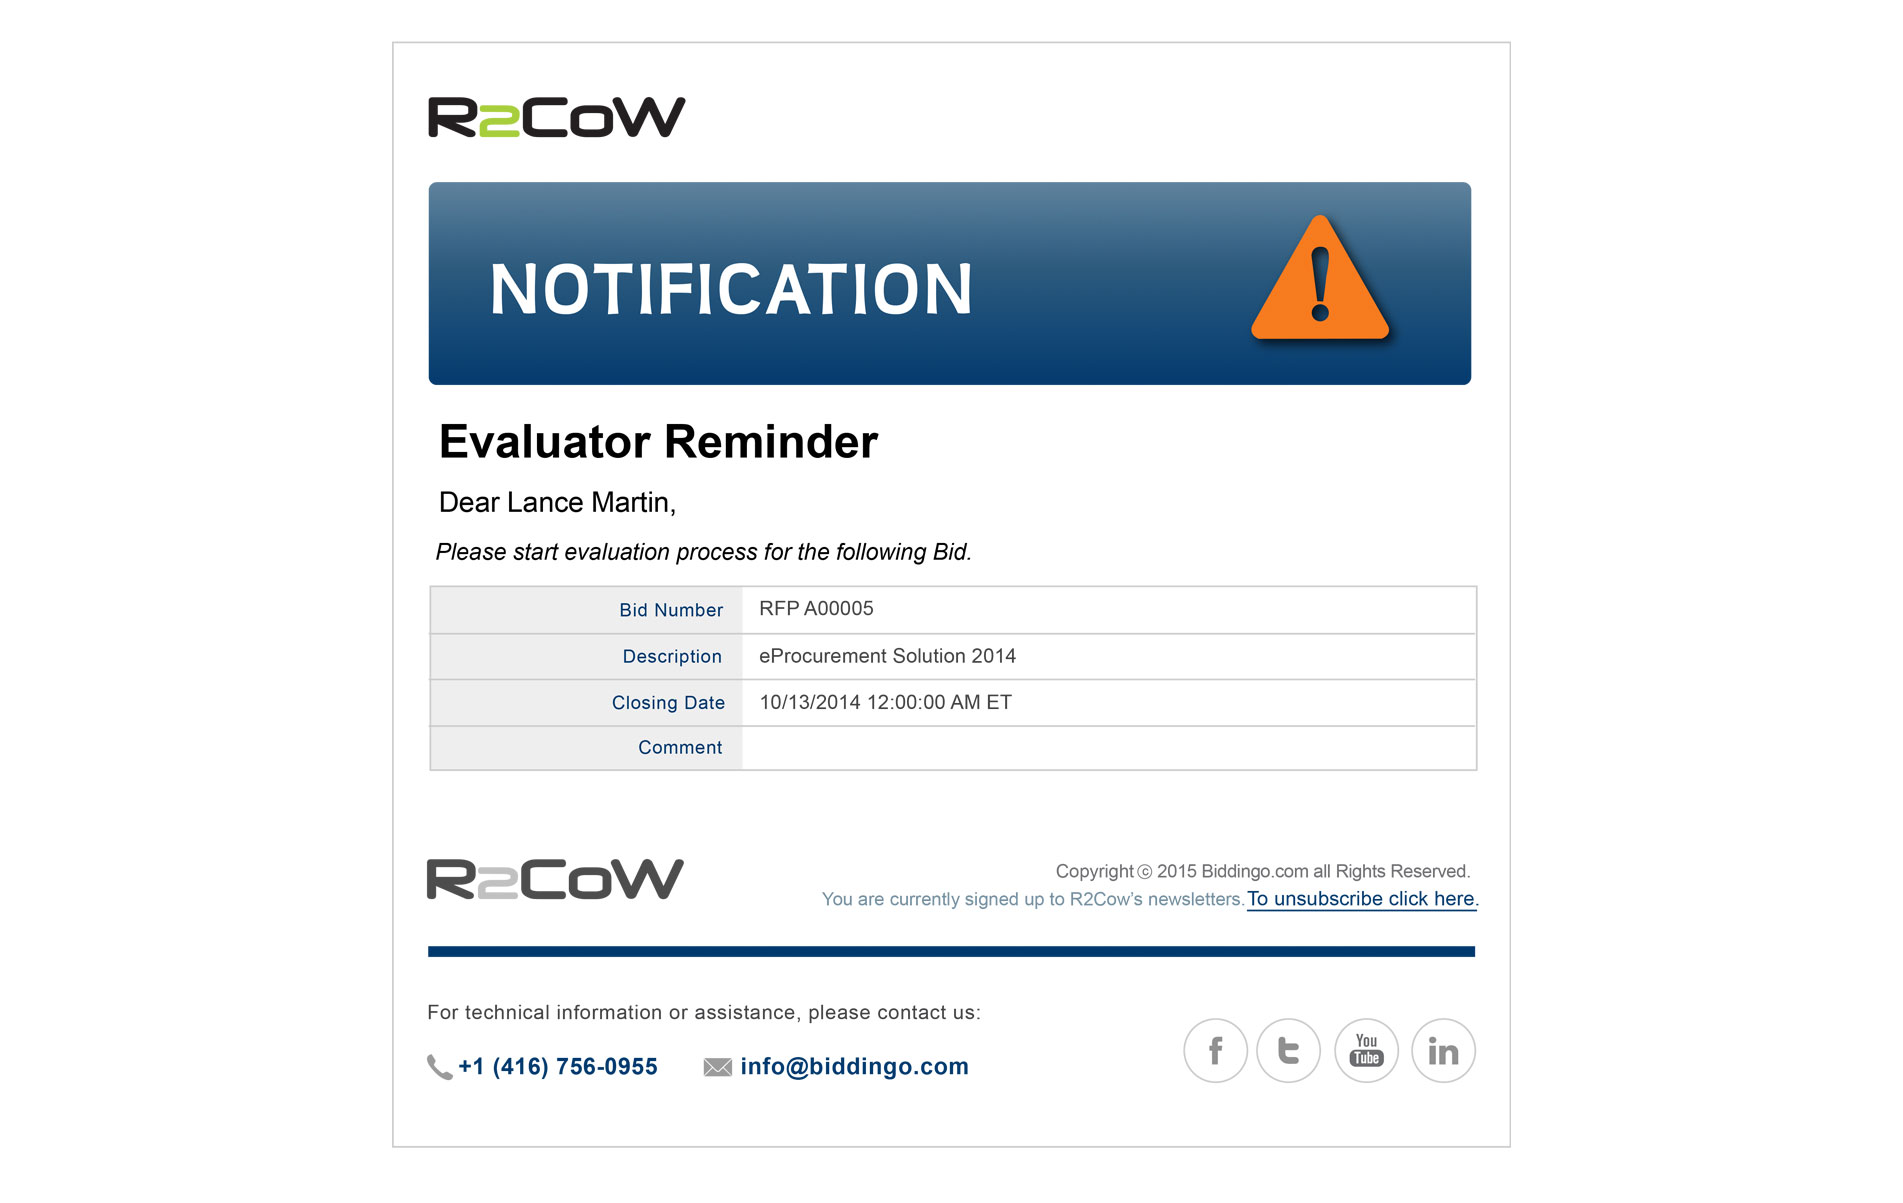 R2CoW
NOTIFICATION
Evaluator Reminder
Dear Lance Martin,
Please start evaluation process for the following Bid.
Bid Number RFP A00005
Description eProcurement Solution 2014
Closing Date 10/13/2014 12:00:00 AM ET
Comment
R2CoW
Copyright © 2015 Biddingo.com all Rights Reserved.
You are currently signed up to R2Cow’s newsletters. To unsubscribe click here.
For technical information or assistance, please contact us:
+1 (416) 756-0955 info@biddingo.com
f t You Tube in